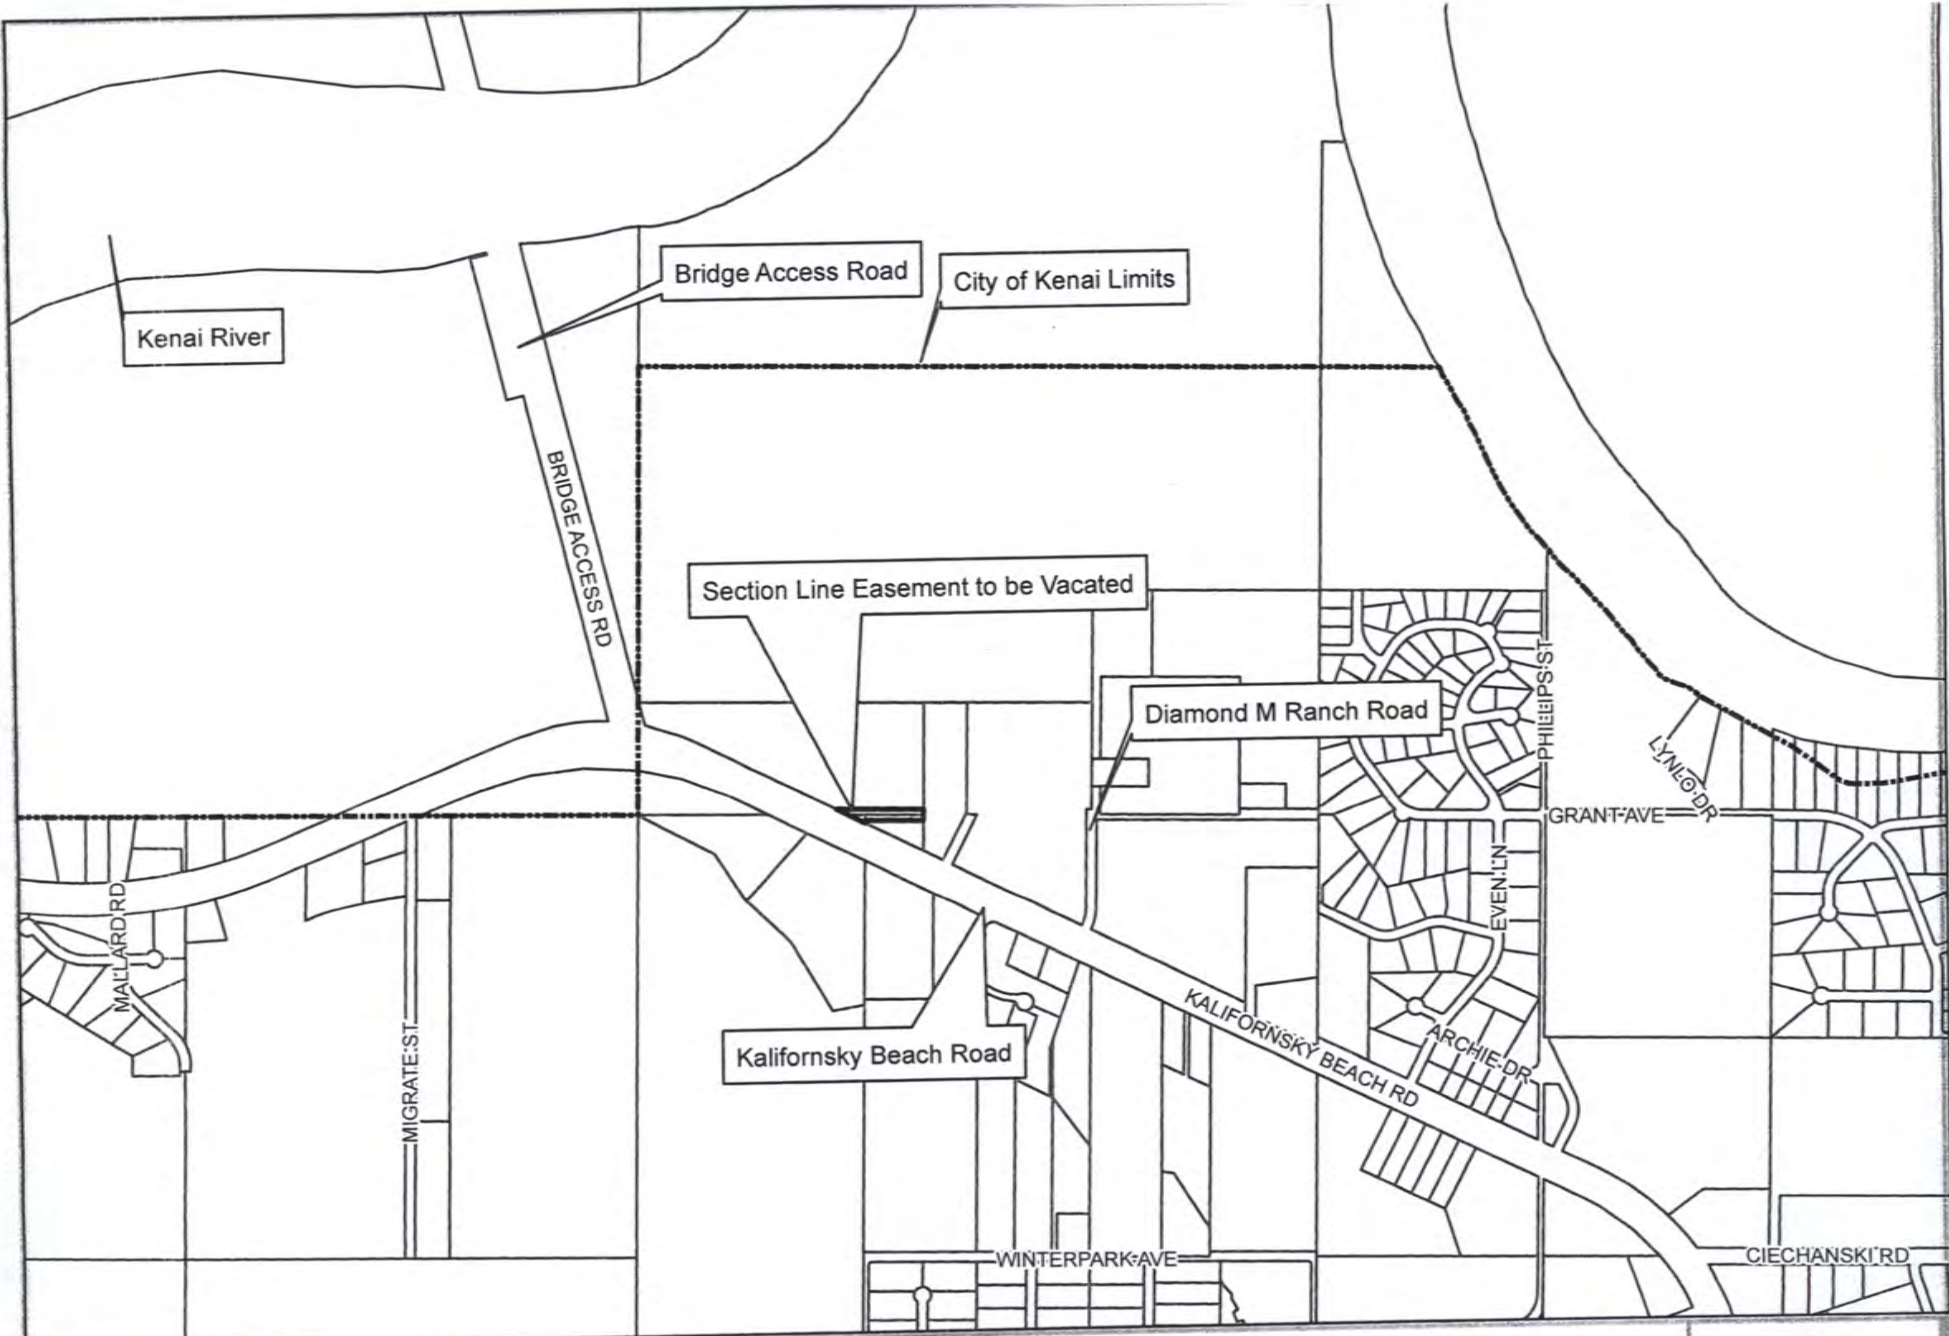 Bridge Access Road
City of Kenai Limits
Kenai River
BRIDGE ACCESS RD
Section Line Easement to be Vacated
Diamond M Ranch Road
PHILLIPS ST
LYNLO DR
GRANT AVE
EVEN LN
MALLARD RD
MIGRATE ST
Kalifornsky Beach Road
KALIFORNSKY BEACH RD
ARCHIE DR
WINTERPARK AVE
CIECHANSKI RD